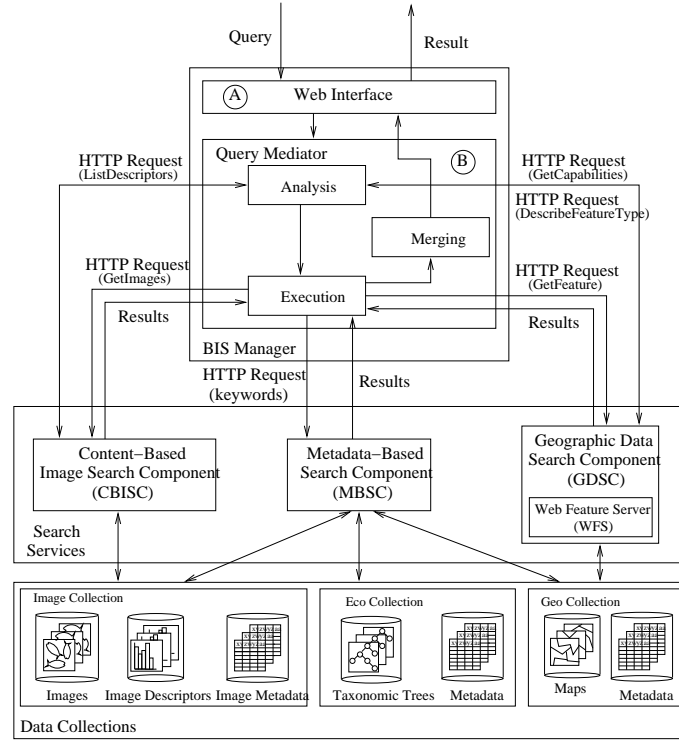 Query
Result
A
Web Interface
Query Mediator
B
HTTP Request
(ListDescriptors)
Analysis
HTTP Request
(GetCapabilities)
HTTP Request
(DescribeFeatureType)
Merging
HTTP Request
(GetImages)
Execution
HTTP Request
(GetFeature)
Results
Results
BIS Manager
HTTP Request
(keywords)
Results
Content−Based
Image Search Component
(CBISC)
Metadata−Based
Search Component
(MBSC)
Geographic Data
Search Component
(GDSC)
Web Feature Server
(WFS)
Search
Services
Image Collection
Images
Image Descriptors
Image Metadata
Eco Collection
Taxonomic Trees
Metadata
Geo Collection
Maps
Metadata
Data Collections